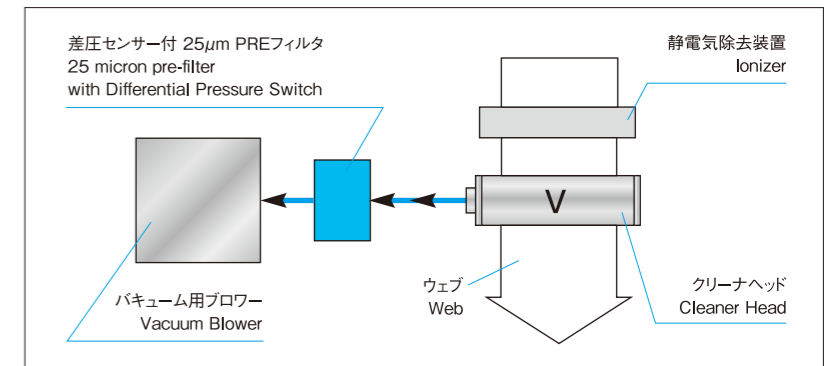 差圧センサー付 25μm PREフィルタ
25 micron pre-filter
with Differential Pressure Switch
静電気除去装置
Ionizer
V
バキューム用ブロワー
Vacuum Blower
ウェブ
Web
クリーナヘッド
Cleaner Head